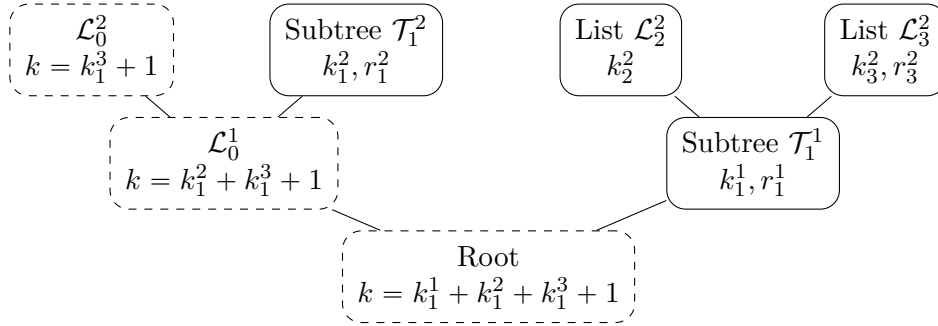 $\mathcal{L}_0^2$
$k = k_1^3 + 1$
Subtree $\mathcal{T}_1^2$
$k_1^2, r_1^2$
List $\mathcal{L}_2^2$
$k_2^2$
List $\mathcal{L}_3^2$
$k_3^2, r_3^2$
$\mathcal{L}_0^1$
$k = k_1^2 + k_1^3 + 1$
Subtree $\mathcal{T}_1^1$
$k_1^1, r_1^1$
Root
$k = k_1^1 + k_1^2 + k_1^3 + 1$